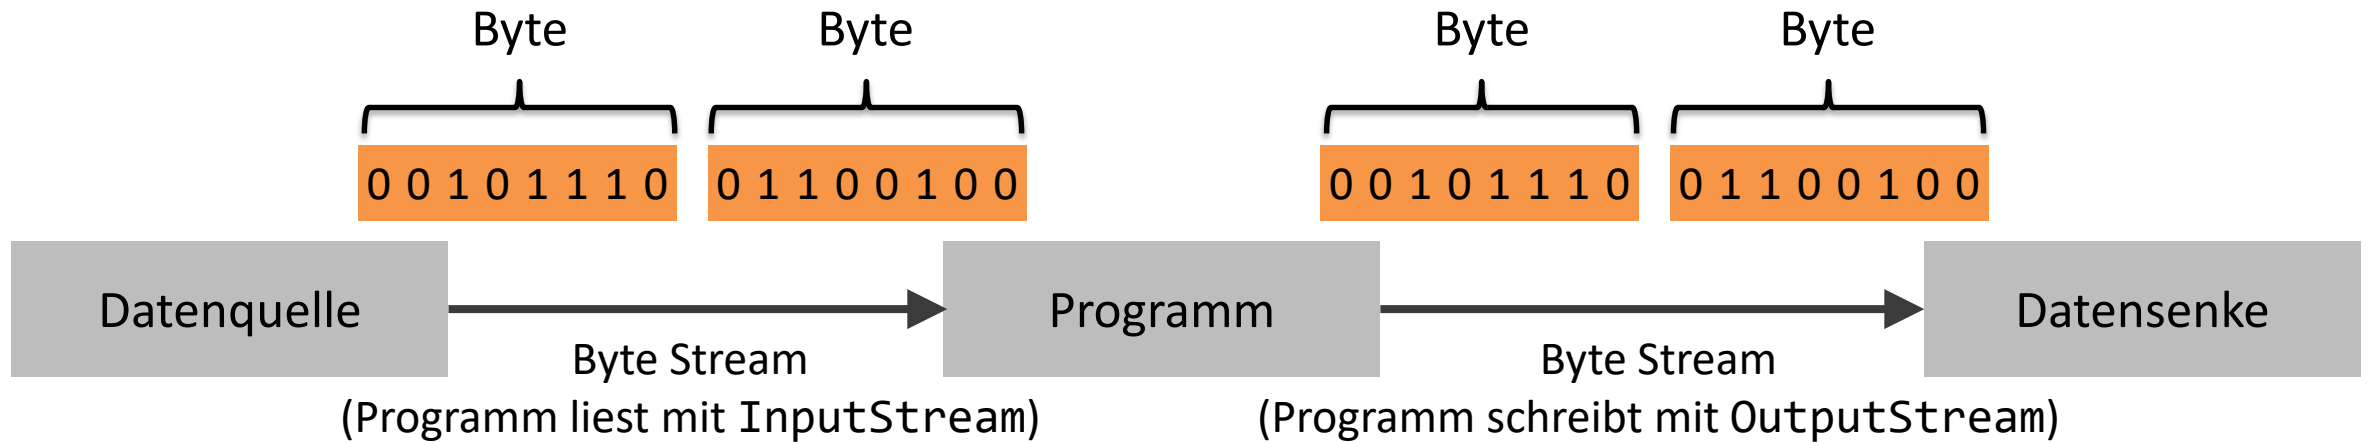 Byte Byte Byte Byte
0 0 1 0 1 1 1 0 0 1 1 0 0 1 0 0 0 0 1 0 1 1 1 0 0 1 1 0 0 1 0 0
Datenquelle Programm Datensenke
Byte Stream Byte Stream
(Programm liest mit InputStream) (Programm schreibt mit OutputStream)